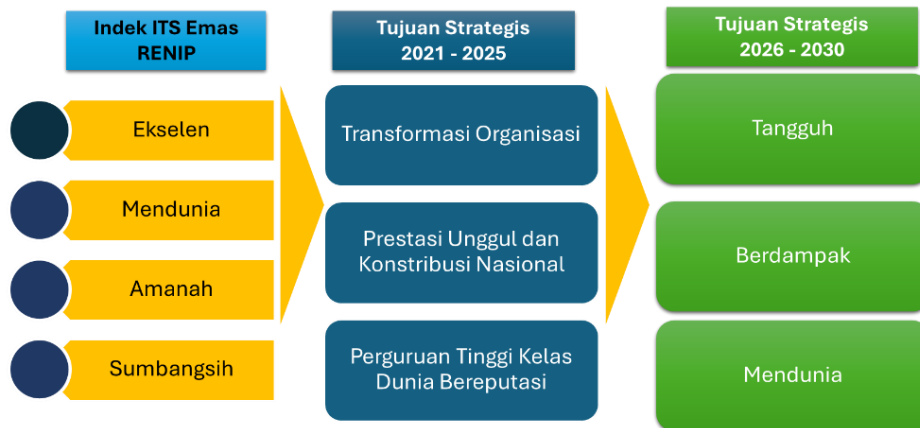 Indek ITS Emas
RENIP
Ekselen
Mendunia
Amanah
Sumbangsih
Tujuan Strategis
2021 - 2025
Transformasi Organisasi
Prestasi Unggul dan
Konstribusi Nasional
Perguruan Tinggi Kelas
Dunia Bereputasi
Tujuan Strategis
2026 - 2030
Tangguh
Berdampak
Mendunia